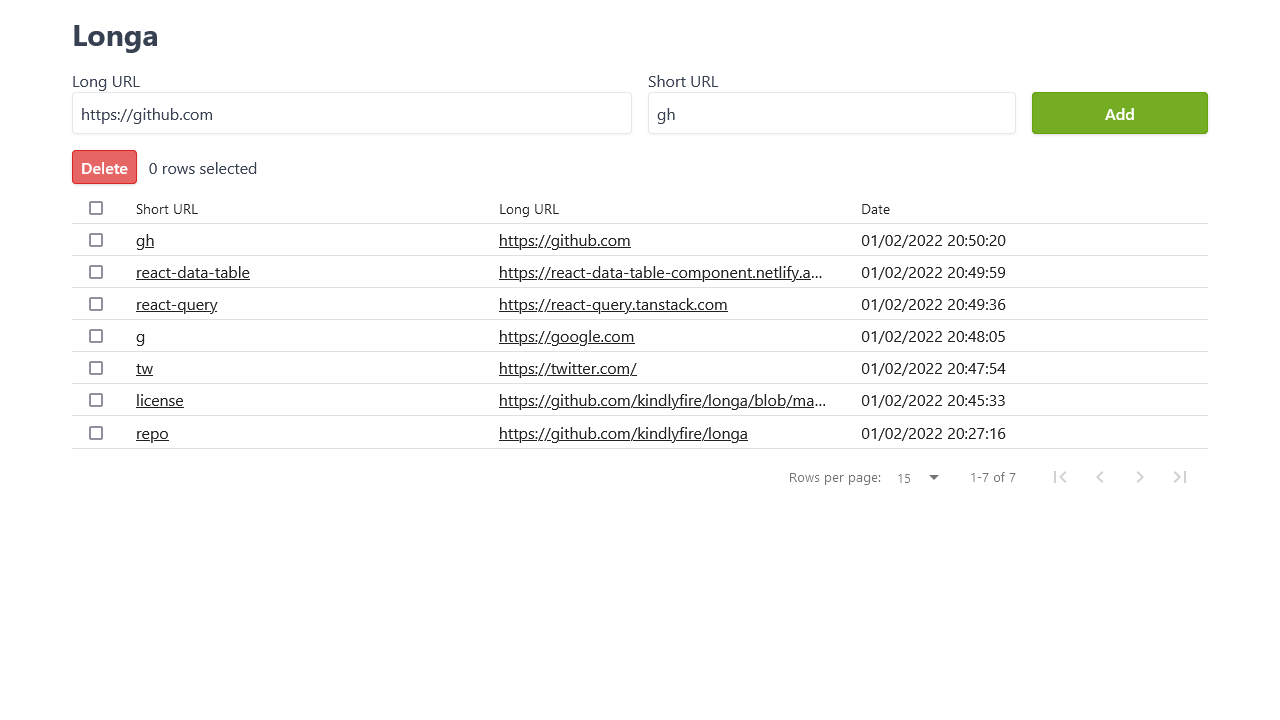 Longa
Long URL Short URL
https://github.com gh Add
Delete 0 rows selected
Short URL Long URL Date
gh https://github.com 01/02/2022 20:50:20
react-data-table https://react-data-table-component.netlify.a... 01/02/2022 20:49:59
react-query https://react-query.tanstack.com 01/02/2022 20:49:36
g https://google.com 01/02/2022 20:48:05
tw https://twitter.com/ 01/02/2022 20:47:54
license https://github.com/kindlyfire/longa/blob/ma... 01/02/2022 20:45:33
repo https://github.com/kindlyfire/longa 01/02/2022 20:27:16
Rows per page: 15 1-7 of 7